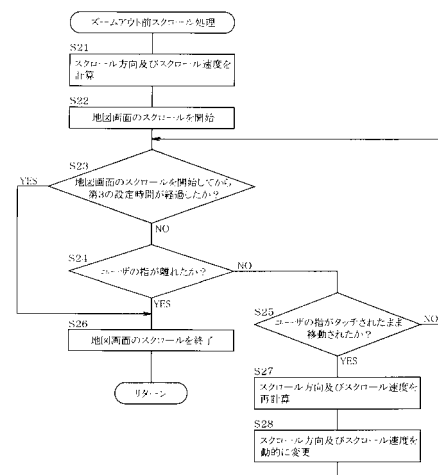 ズームアウト前スクロール処理
S21
スクロール方向及びスクロール速度を
計算
S22
地図画面のスクロールを開始
S23
地図画面のスクロールを開始してから
第3の設定時間が経過したか？
YES
NO
S24
ユーザの指が離れたか？
NO
YES
S25
ユーザの指がタッチされたまま
移動されたか？
NO
YES
S26
地図画面のスクロールを終了
リターン
S27
スクロール方向及びスクロール速度を
再計算
S28
スクロール方向及びスクロール速度を
動的に変更